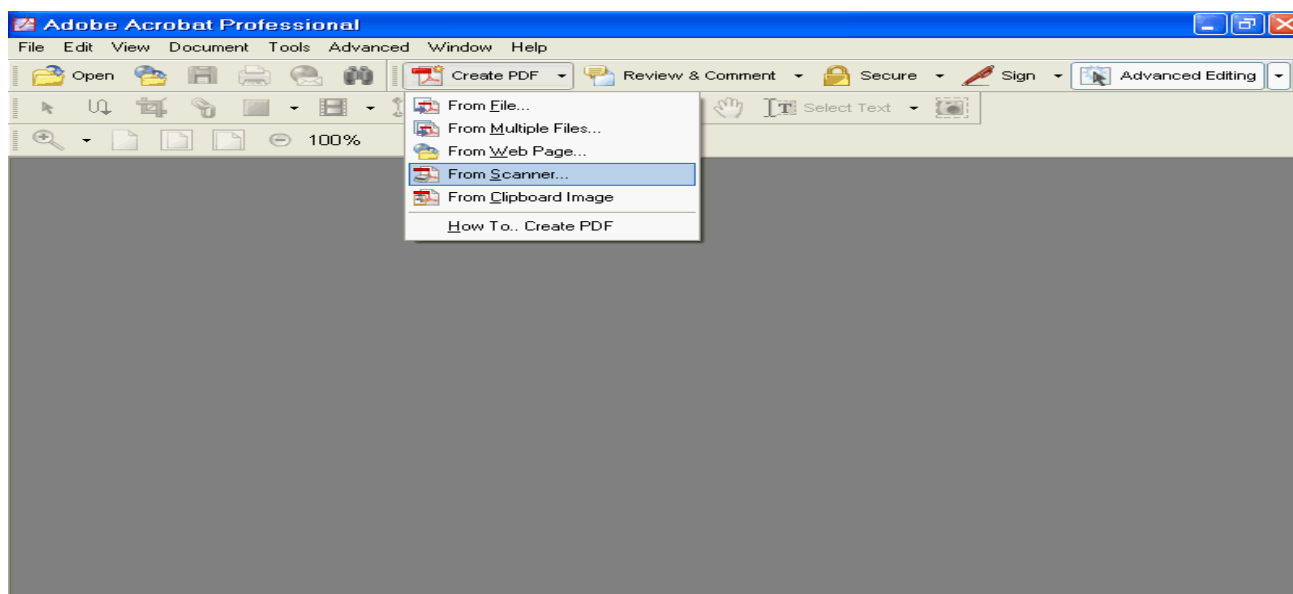 Adobe Acrobat Professional
File Edit View Document Tools Advanced Window Help
Open Create PDF Review & Comment Secure Sign Advanced Editing
From File... Select Text
From Multiple Files...
100%
From Web Page...
From Scanner...
From Clipboard Image
How To.. Create PDF